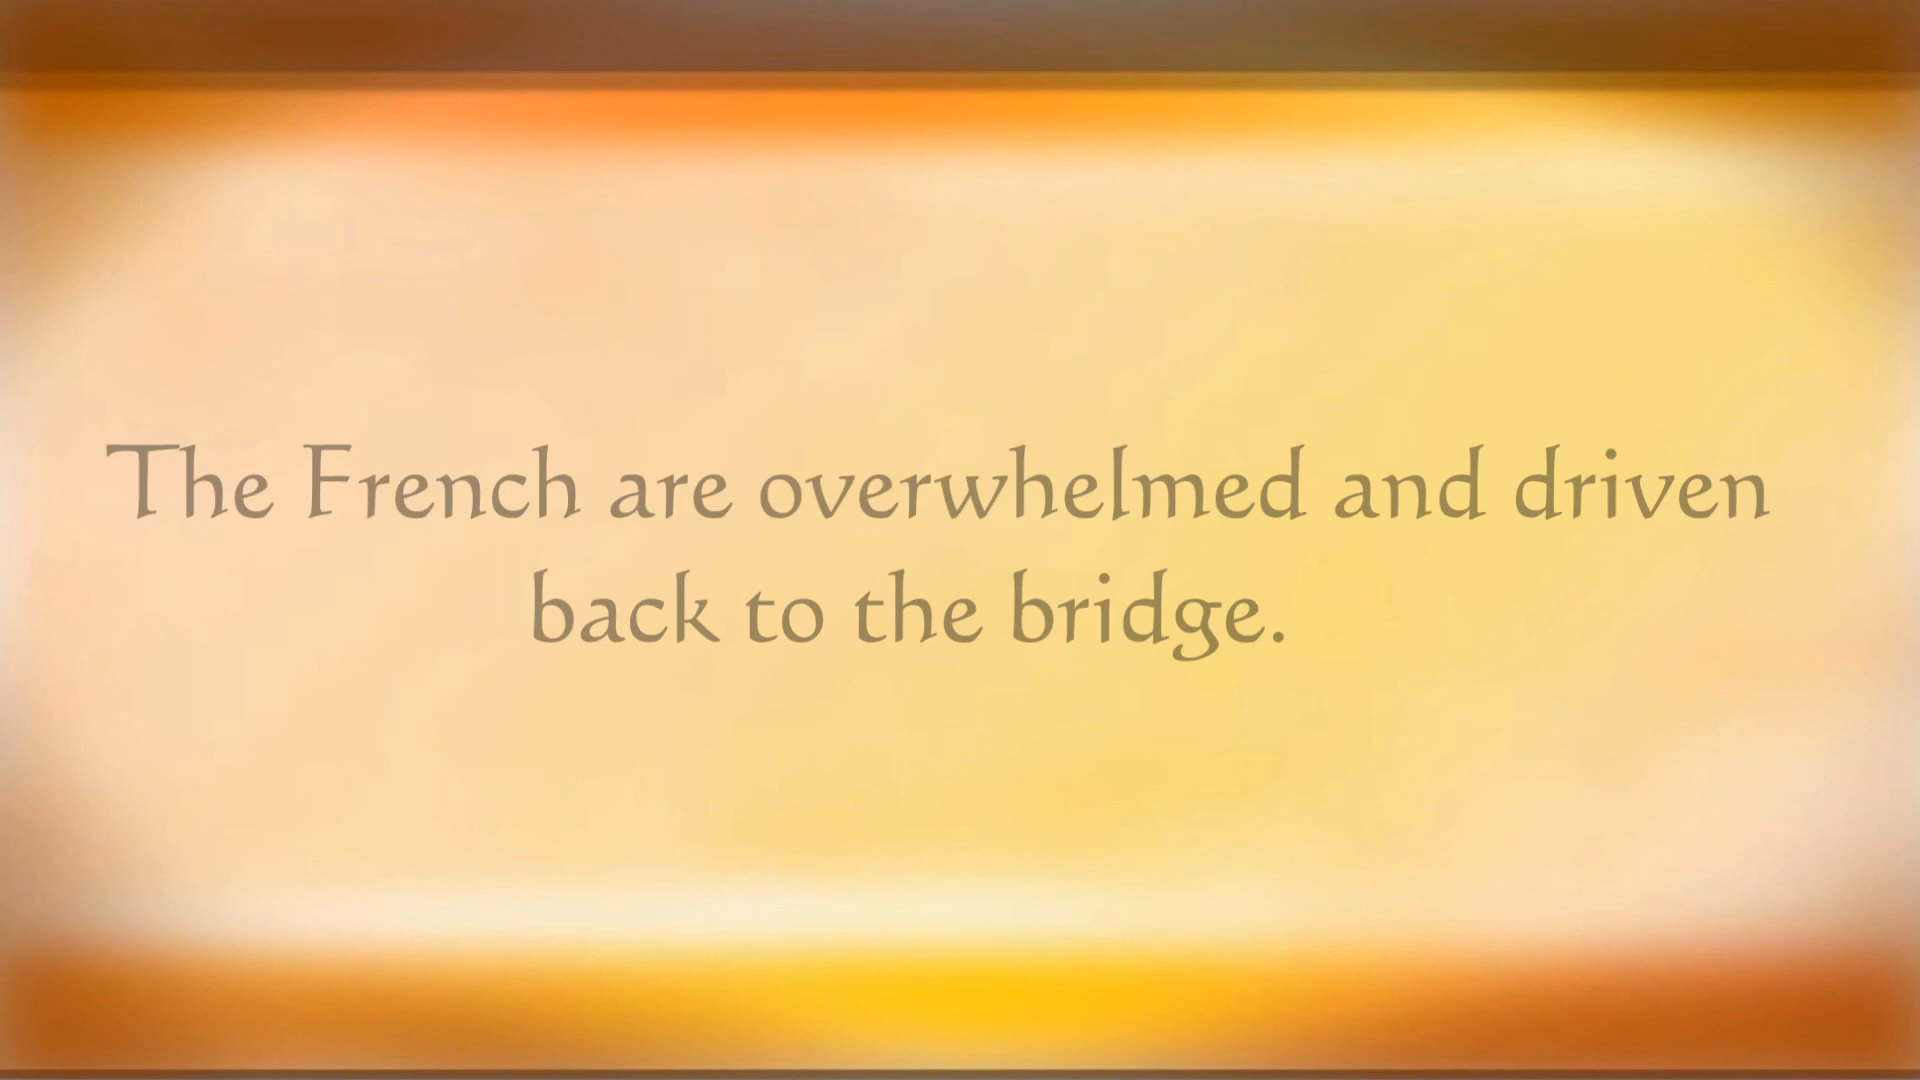 The French are overwhelmed and driven
back to the bridge.